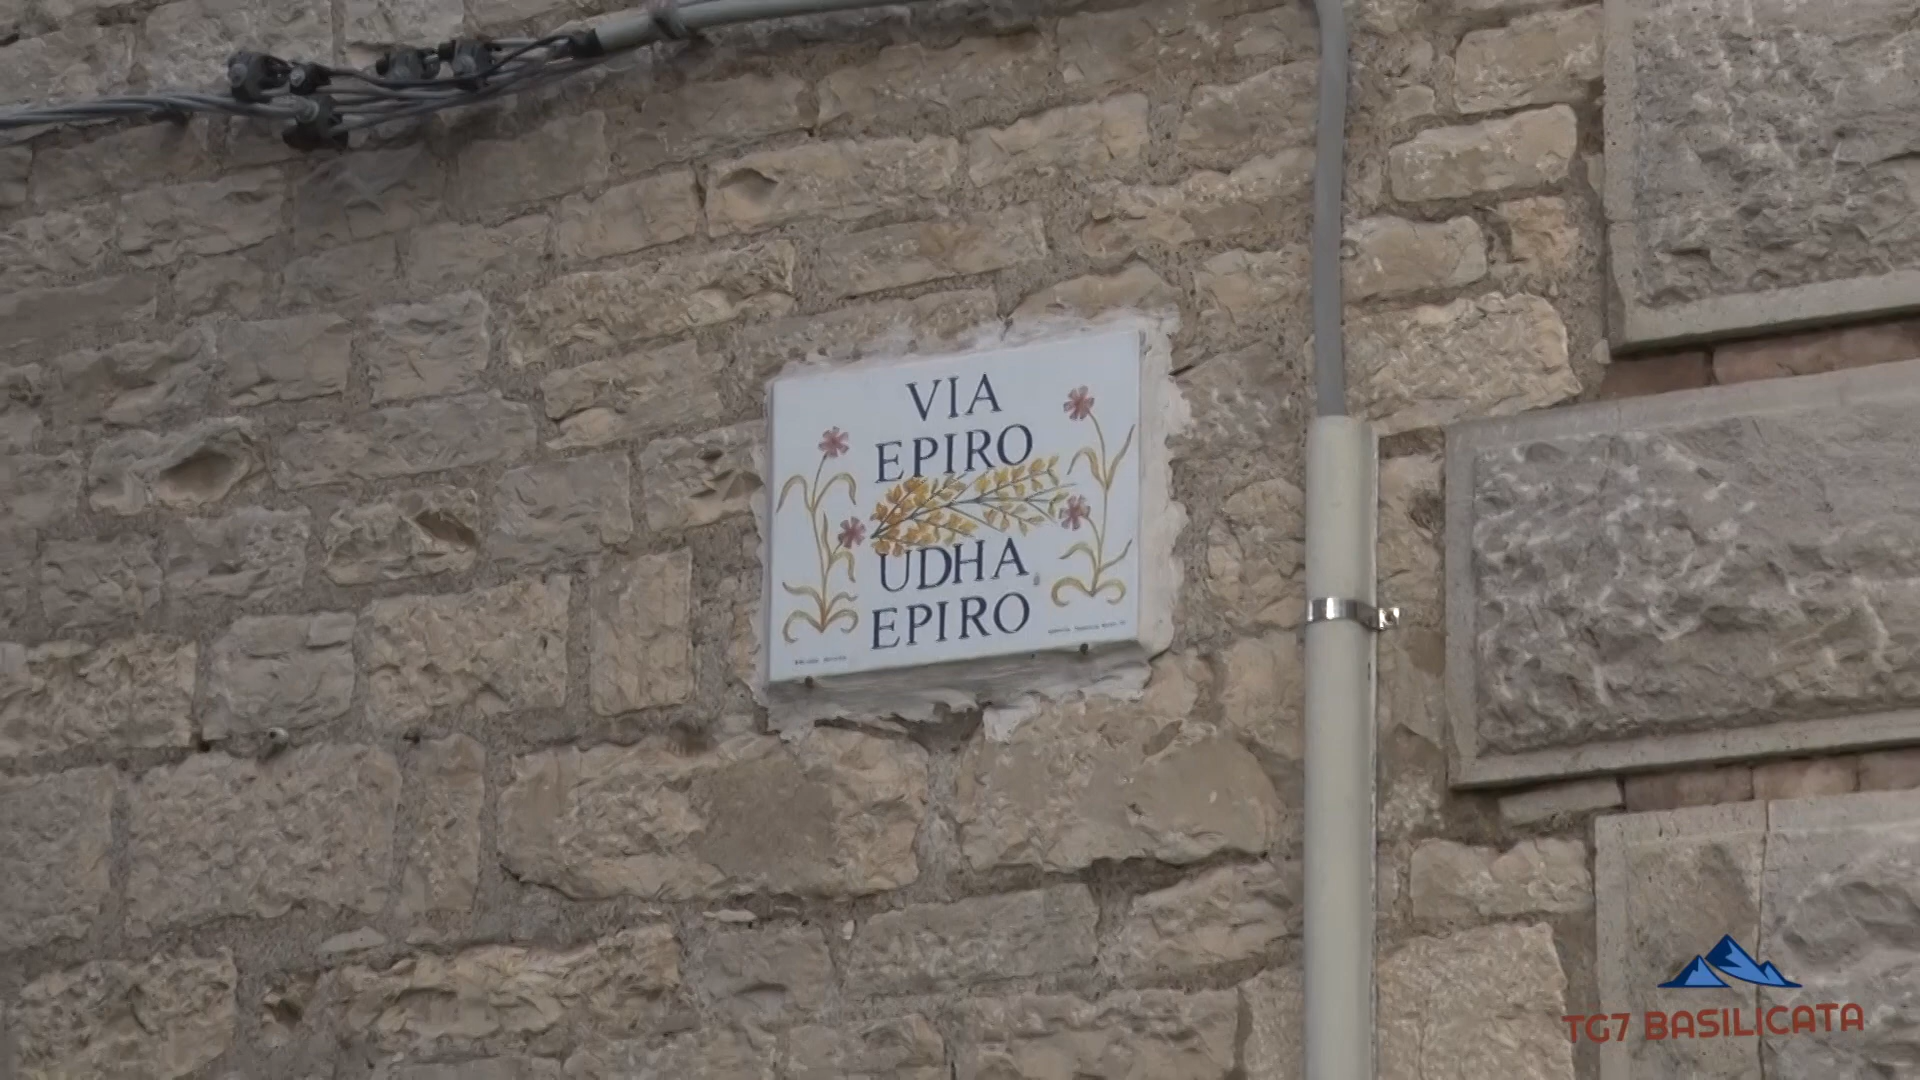 VIA
EPIRO
UDHA
EPIRO
TG7 BASILICATA